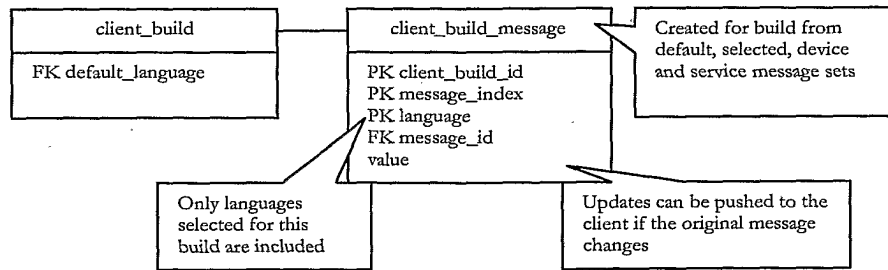 client_build
FK default_language
client_build_message
PK client_build_id
PK message_index
PK language
FK message_id
value
Created for build from
default, selected, device
and service message sets
Only languages
selected for this
build are included
Updates can be pushed to the
client if the original message
changes